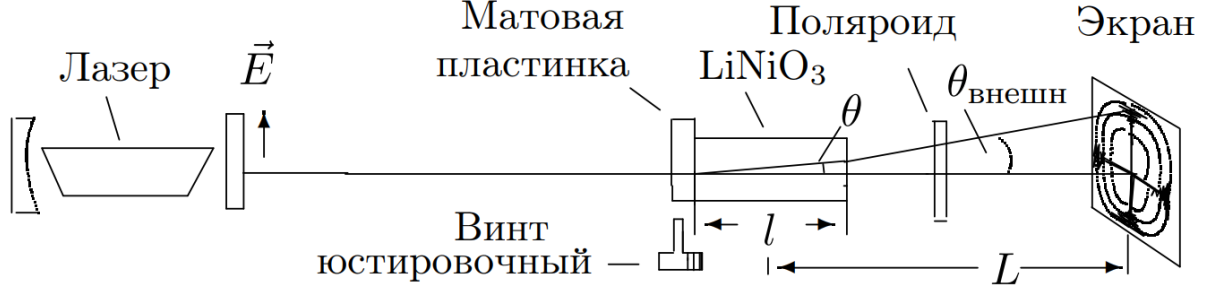 Матовая
пластинка
Поляроид
Экран
Лазер
E⃗
LiNiO₃
θ
θвнешн
l
Винт
юстировочный
L